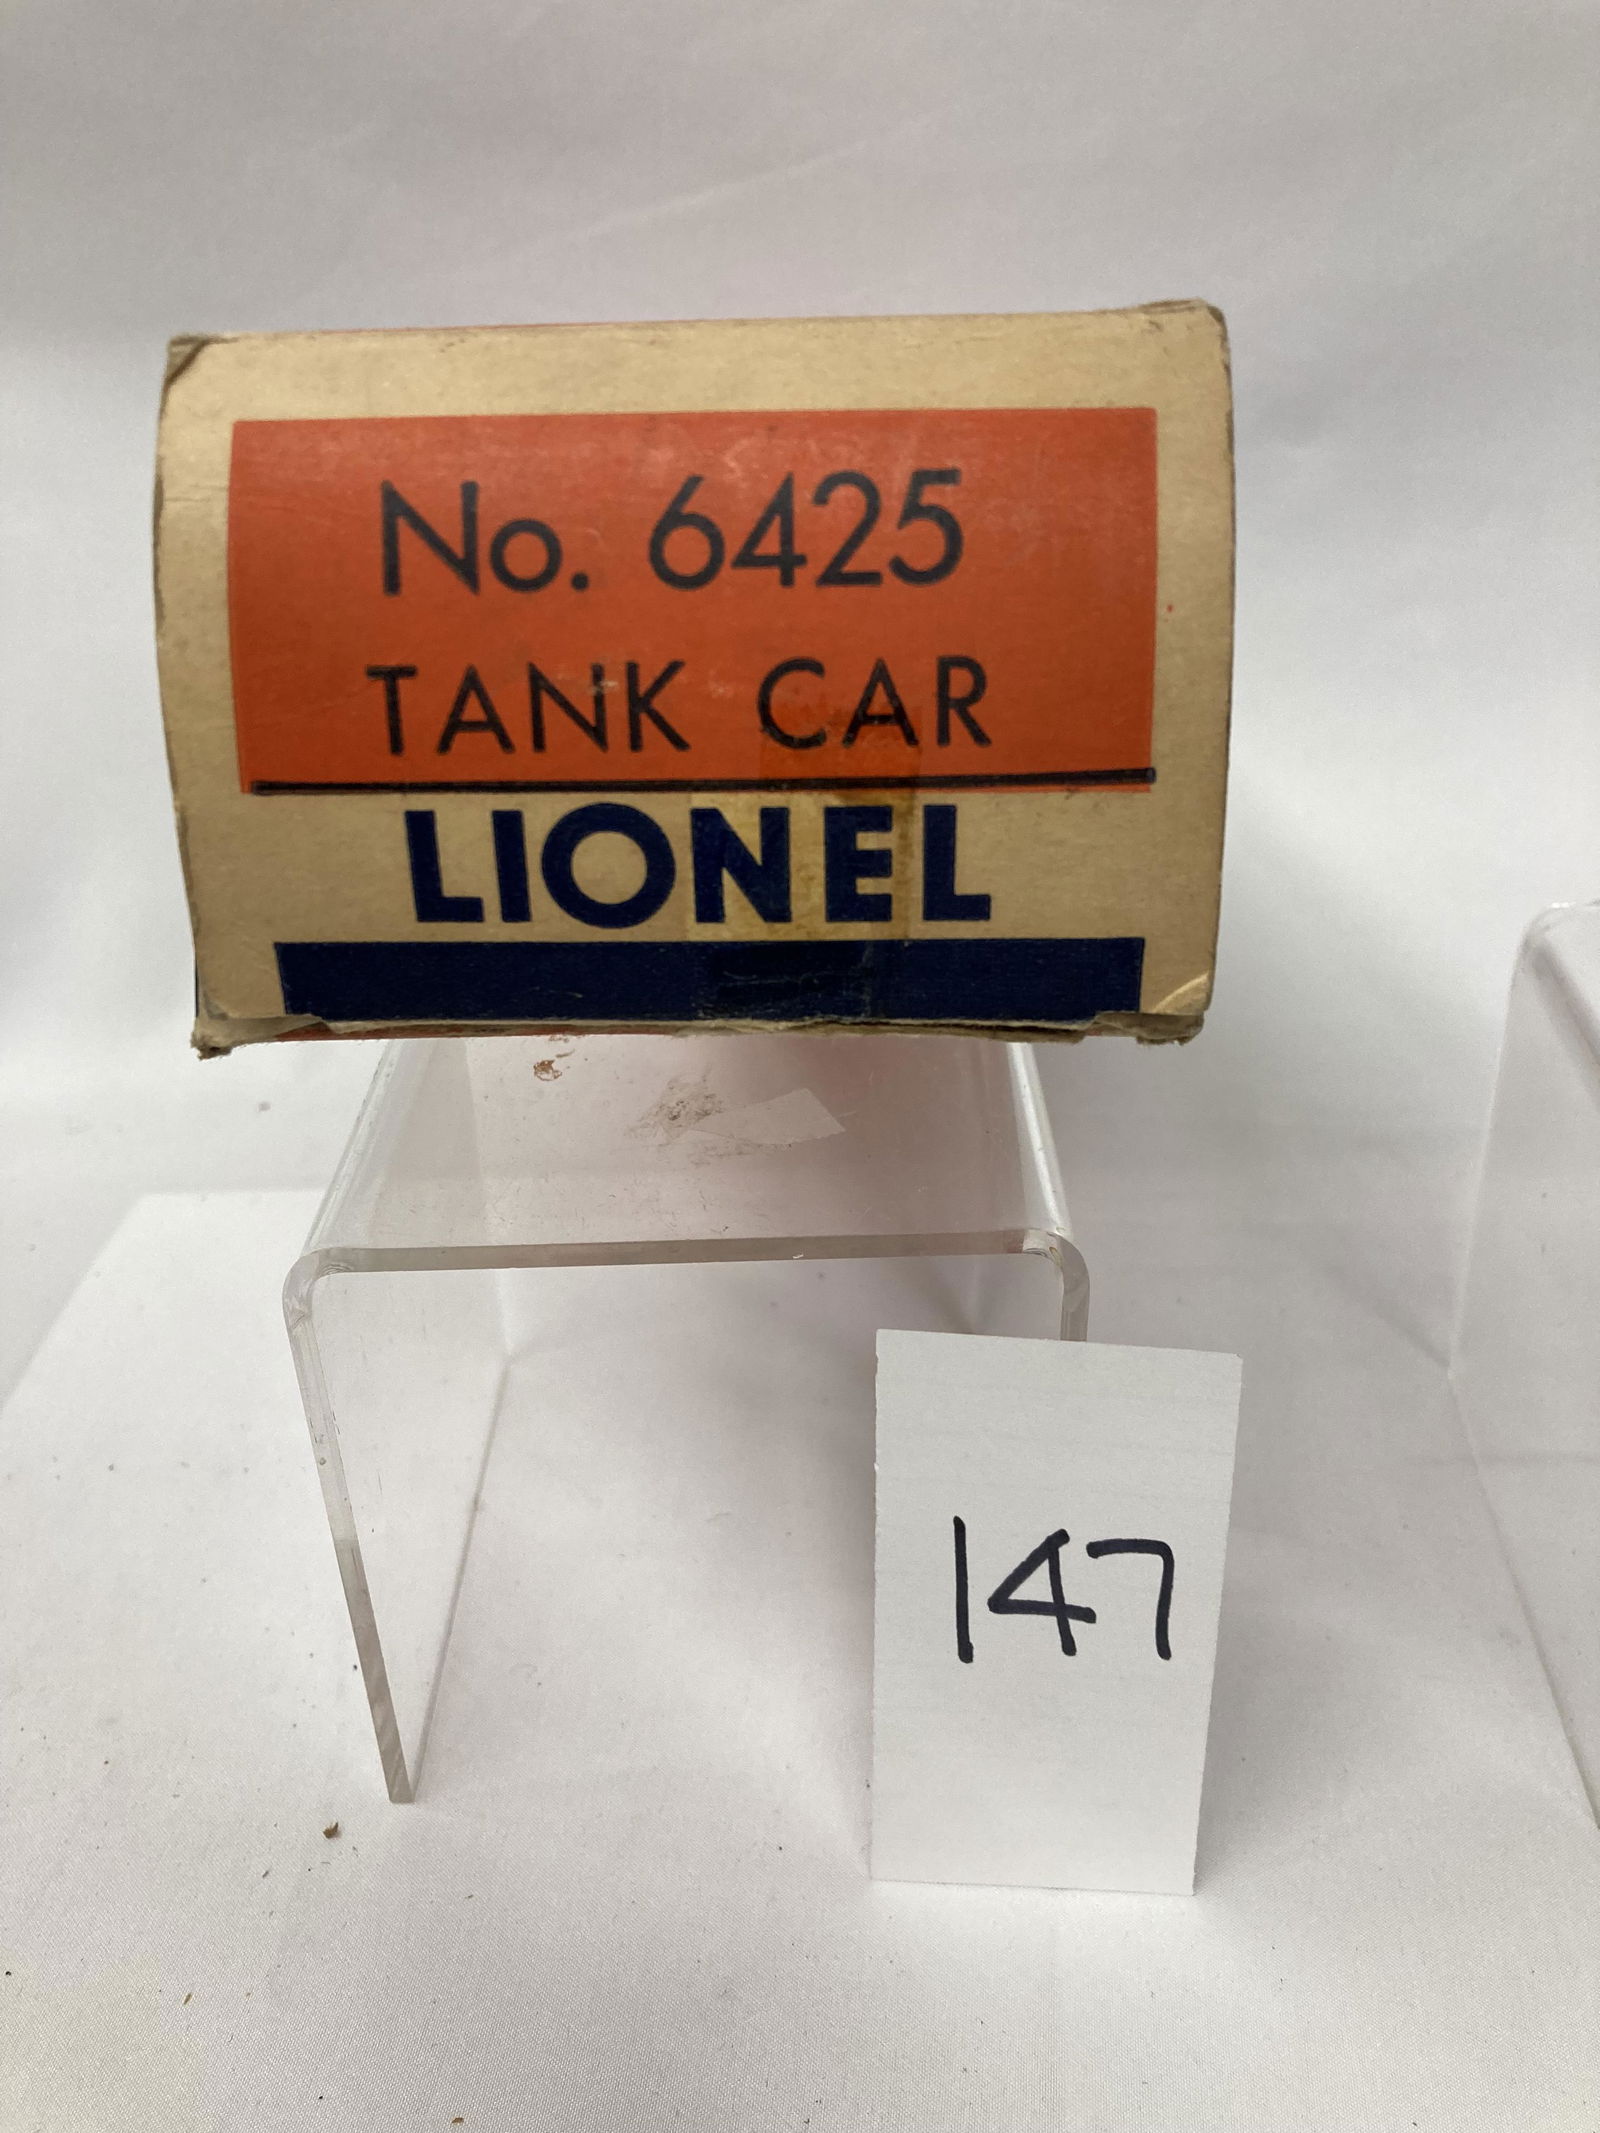 No. 6425
TANK CAR
LIONEL
147